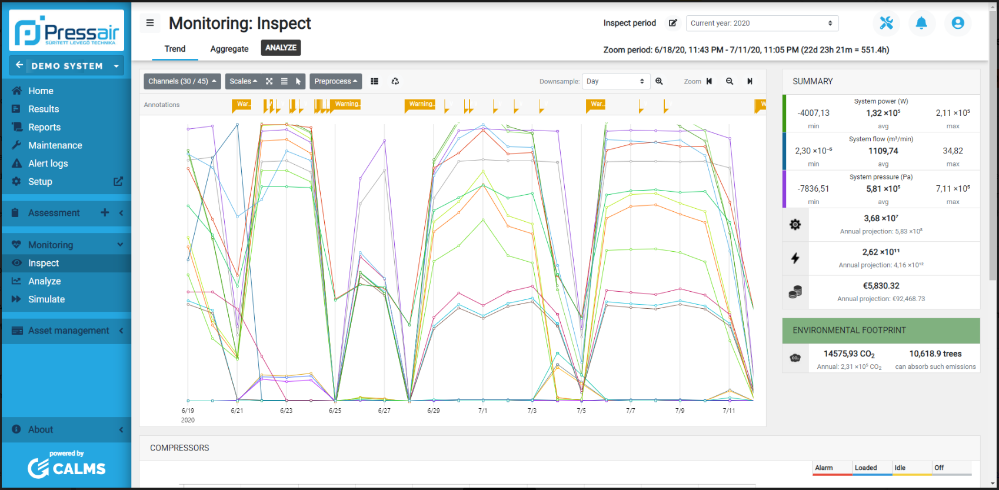 Pressair
SŰRÍTETT LEVEGŐ TECHNIKA
DEMO SYSTEM
Home
Results
Reports
Maintenance
Alert logs
Setup
Assessment
Monitoring
Inspect
Analyze
Simulate
Asset management
About
powered by
CALMS
Monitoring: Inspect
Trend Aggregate ANALYZE
Inspect period Current year: 2020
Zoom period: 6/18/20, 11:43 PM - 7/11/20, 11:05 PM (22d 23h 21m = 551.4h)
Channels (30 / 45) Scales Preprocess Downsample: Day Zoom
Annotations War... Warning... Warning... War... W
6/19 6/21 6/23 6/25 6/27 6/29 7/1 7/3 7/5 7/7 7/9 7/11
2020
SUMMARY
System power (W)
-4007,13 1,32 ×10⁵ 2,11 ×10⁵
min avg max
System flow (m³/min)
2,30 ×10⁻⁵ 1109,74 34,82
min avg max
System pressure (Pa)
-7836,51 5,81 ×10⁵ 7,11 ×10⁵
min avg max
3,68 ×10⁷
Annual projection: 5,83 ×10⁸
2,62 ×10¹¹
Annual projection: 4,16 ×10¹²
€5,830.32
Annual projection: €92,468.73
ENVIRONMENTAL FOOTPRINT
CO₂
14575,93 CO₂ 10,618.9 trees
Annual: 2,31 ×10⁵ CO₂ can absorb such emissions
COMPRESSORS
Alarm Loaded Idle Off